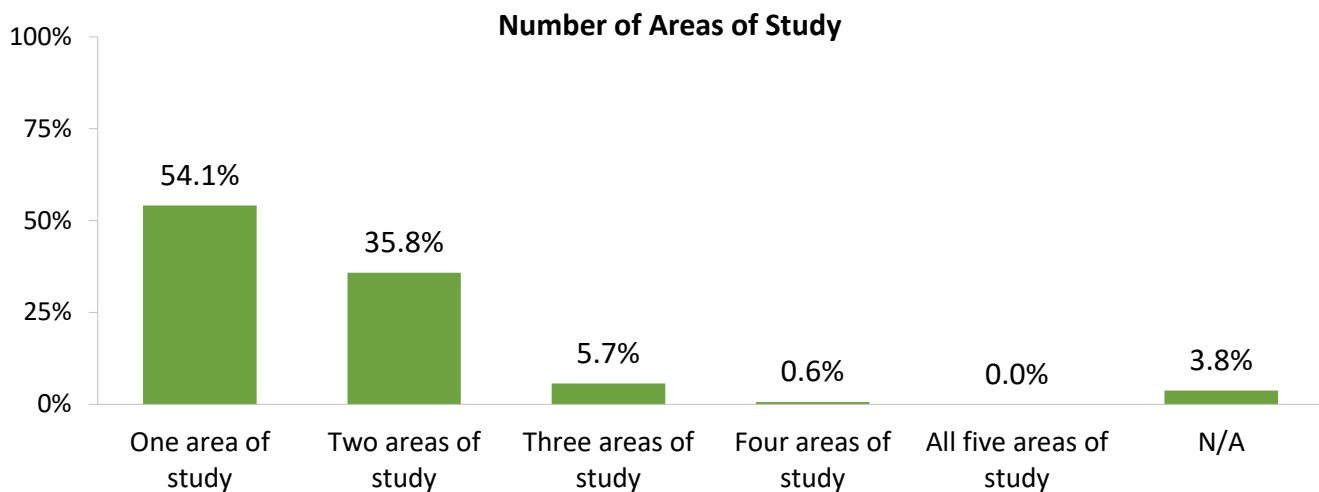 Number of Areas of Study
100%
75%
50%
25%
0%
54.1%
35.8%
5.7%
0.6%
0.0%
3.8%
One area of
study
Two areas of
study
Three areas of
study
Four areas of
study
All five areas of
study
N/A